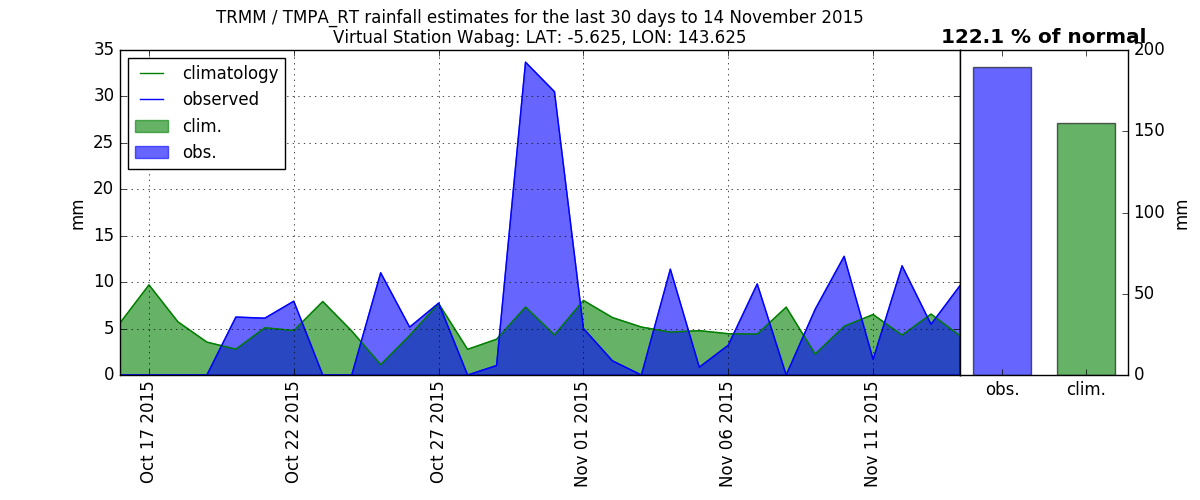 TRMM / TMPA_RT rainfall estimates for the last 30 days to 14 November 2015
Virtual Station Wabag: LAT: -5.625, LON: 143.625
122.1 % of normal
climatology
observed
clim.
obs.
35
30
25
20
15
10
5
0
mm
Oct 17 2015
Oct 22 2015
Oct 27 2015
Nov 01 2015
Nov 06 2015
Nov 11 2015
200
150
100
50
0
mm
obs.
clim.